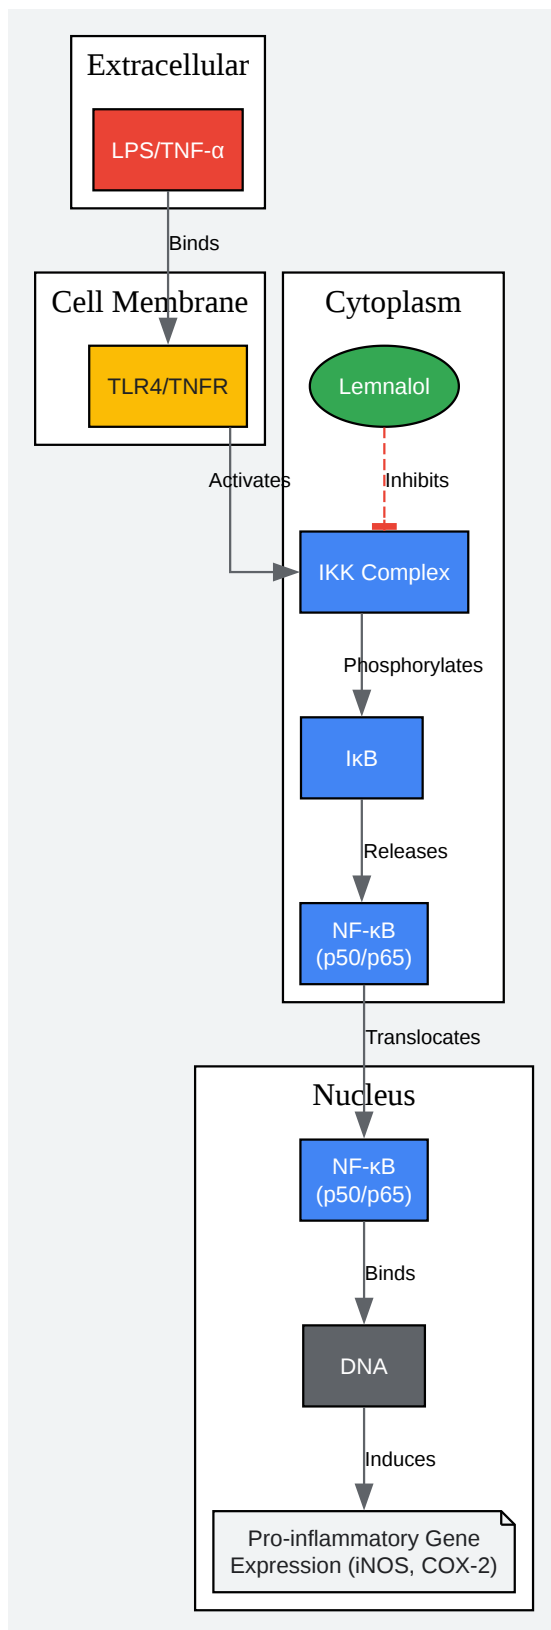 Extracellular
LPS/TNF-α
Binds
Cell Membrane
TLR4/TNFR
Activates
Cytoplasm
Lemnalol
Inhibits
IKK Complex
Phosphorylates
IκB
Releases
NF-κB
(p50/p65)
Translocates
Nucleus
NF-κB
(p50/p65)
Binds
DNA
Induces
Pro-inflammatory Gene
Expression (iNOS, COX-2)